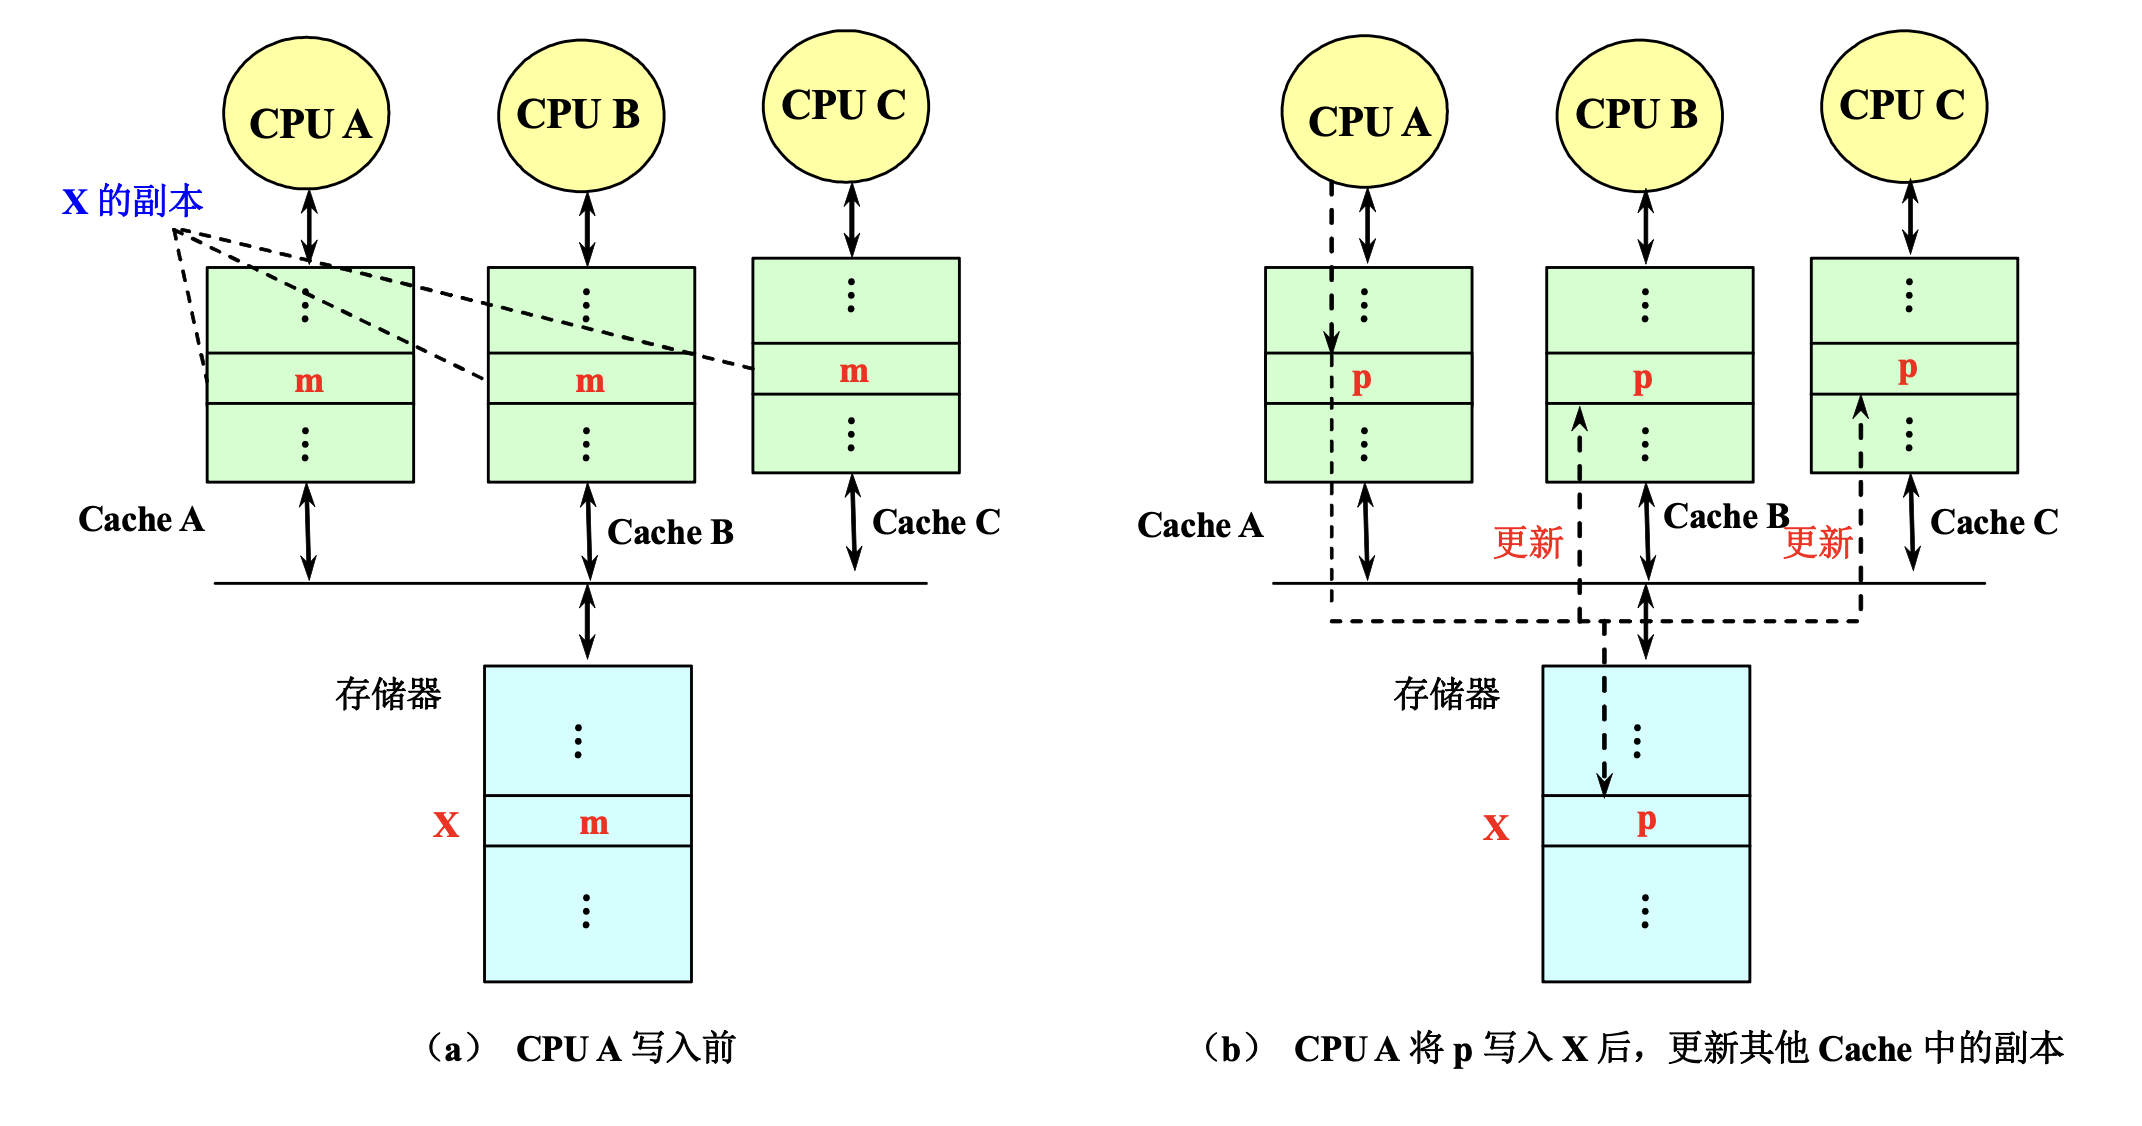 CPU A
CPU B
CPU C
X 的副本
m
m
m
Cache A
Cache B
Cache C
存储器
X
m
（a） CPU A 写入前
CPU A
CPU B
CPU C
p
p
p
Cache A
更新
Cache B
更新
Cache C
存储器
X
p
（b） CPU A 将 p 写入 X 后，更新其他 Cache 中的副本